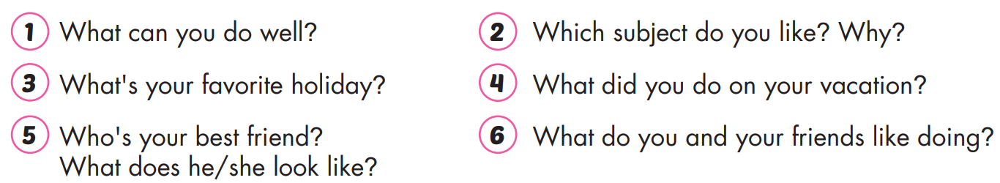 1 What can you do well?
2 Which subject do you like? Why?
3 What's your favorite holiday?
4 What did you do on your vacation?
5 Who's your best friend?
What does he/she look like?
6 What do you and your friends like doing?